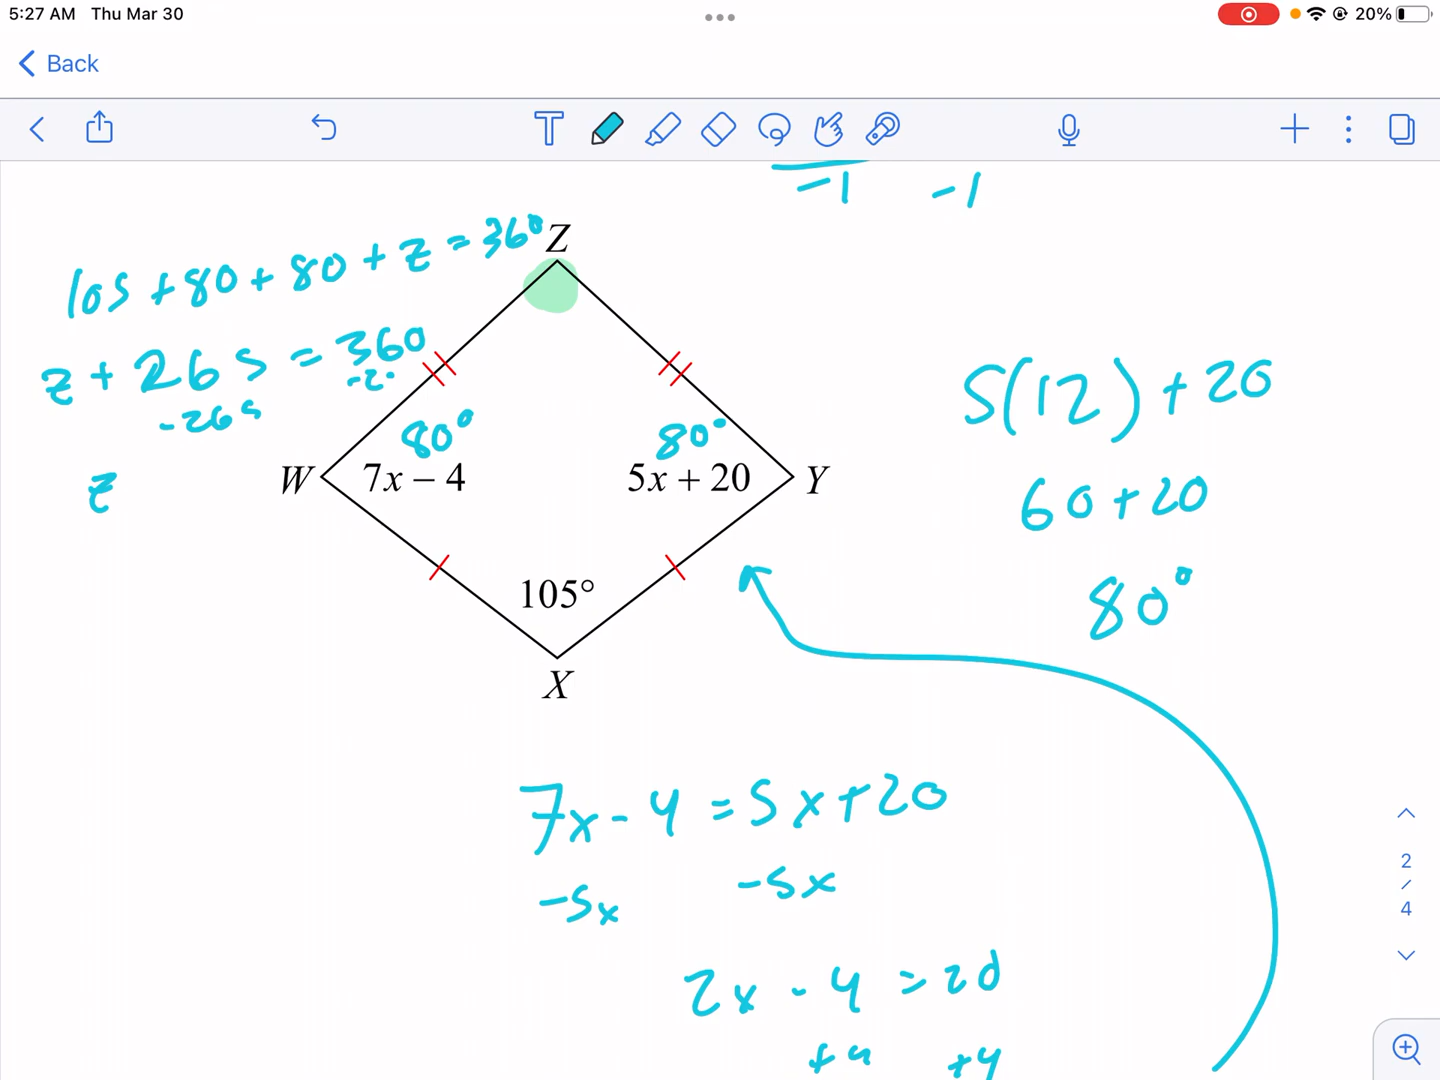 5:27 AM Thu Mar 30
20%
Back
-1 -1
105 + 80 + 80 + z = 360
Z
z + 265 = 360
-265 -2
z
80° 80°
W 7x − 4 5x + 20 Y
105°
X
5(12) + 20
60 + 20
80°
7x - 4 = 5x + 20
-5x -5x
2x - 4 = 20
+4 +4
2
/
4